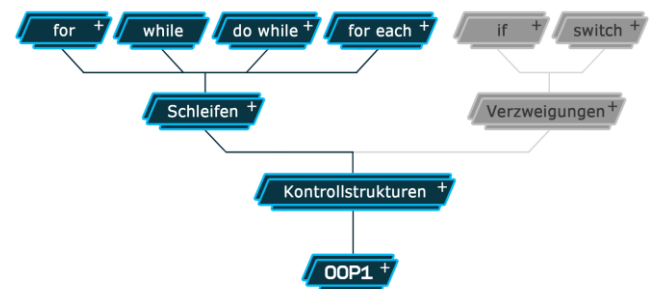 for +
while
do while +
for each +
if +
switch +
Schleifen +
Verzweigungen +
Kontrollstrukturen +
OOP1 +